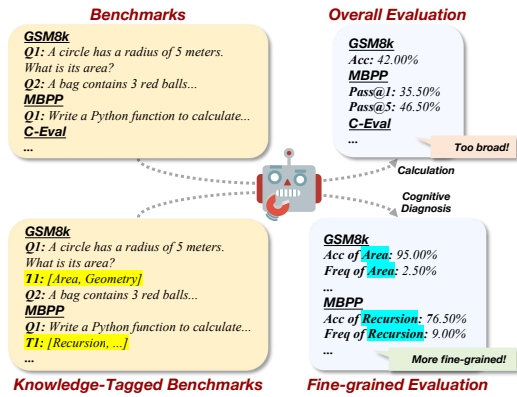 Benchmarks
GSM8k
Q1: A circle has a radius of 5 meters.
What is its area?
Q2: A bag contains 3 red balls...
MBPP
Q1: Write a Python function to calculate...
C-Eval
...
Overall Evaluation
GSM8k
Acc: 42.00%
MBPP
Pass@1: 35.50%
Pass@5: 46.50%
C-Eval
...
Too broad!
Calculation
Cognitive
Diagnosis
GSM8k
Q1: A circle has a radius of 5 meters.
What is its area?
T1: [Area, Geometry]
Q2: A bag contains 3 red balls...
MBPP
Q1: Write a Python function to calculate...
T1: [Recursion, ...]
...
Knowledge-Tagged Benchmarks
GSM8k
Acc of Area: 95.00%
Freq of Area: 2.50%
...
MBPP
Acc of Recursion: 76.50%
Freq of Recursion: 9.00%
...
More fine-grained!
Fine-grained Evaluation